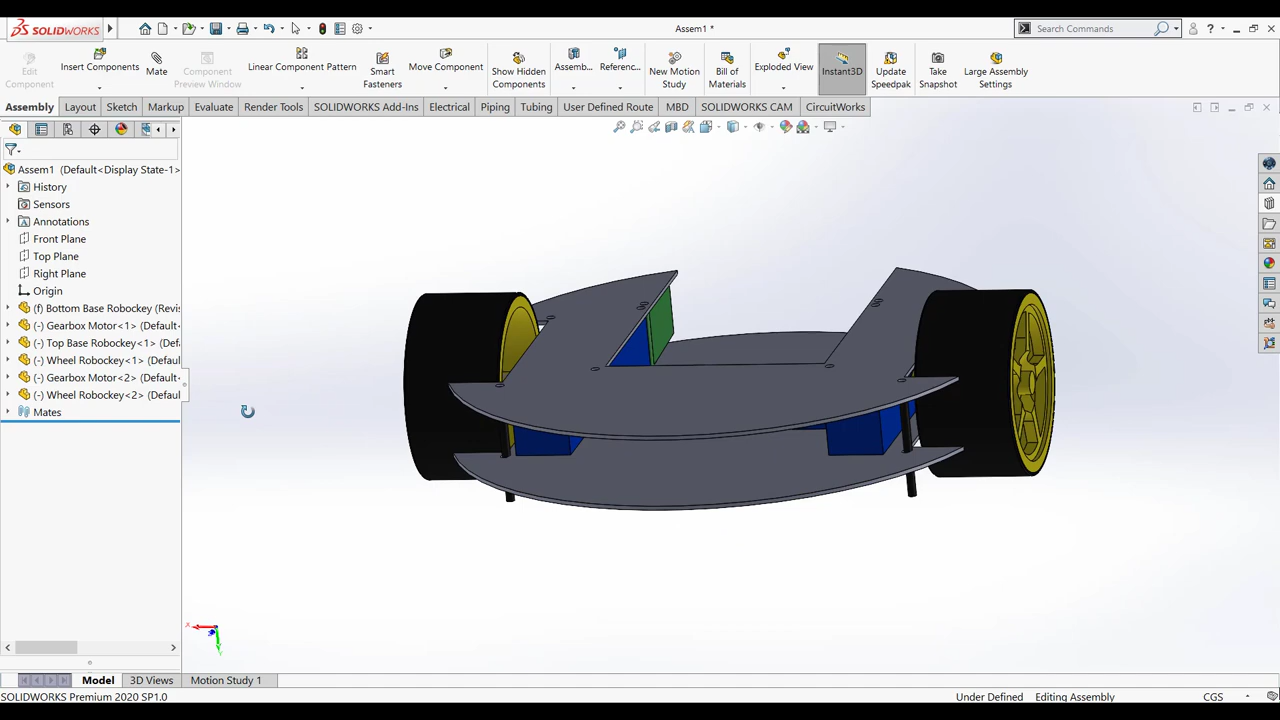 SOLIDWORKS
Assem1 *
Search Commands
Edit Component
Insert Components
Mate
Component Preview Window
Linear Component Pattern
Smart Fasteners
Move Component
Show Hidden Components
Assemb...
Referenc...
New Motion Study
Bill of Materials
Exploded View
Instant3D
Update Speedpak
Take Snapshot
Large Assembly Settings
Assembly Layout Sketch Markup Evaluate Render Tools SOLIDWORKS Add-Ins Electrical Piping Tubing User Defined Route MBD SOLIDWORKS CAM CircuitWorks
Assem1 (Default<Display State-1>
History
Sensors
Annotations
Front Plane
Top Plane
Right Plane
Origin
(f) Bottom Base Robockey (Revis
(-) Gearbox Motor<1> (Default-
(-) Top Base Robockey<1> (Defau
(-) Wheel Robockey<1> (Default
(-) Gearbox Motor<2> (Default-
(-) Wheel Robockey<2> (Defaul
Mates
X
Y
Model 3D Views Motion Study 1
SOLIDWORKS Premium 2020 SP1.0
Under Defined Editing Assembly CGS